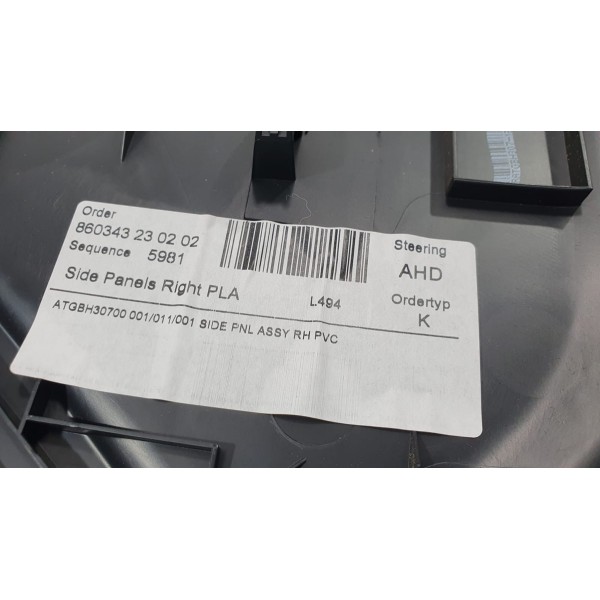 Order
860343 23 02 02
Sequence 5981
Steering
AHD
Side Panels Right PLA L494
Ordertyp
K
ATGBH30700 001/011/001 SIDE PNL ASSY RH PVC